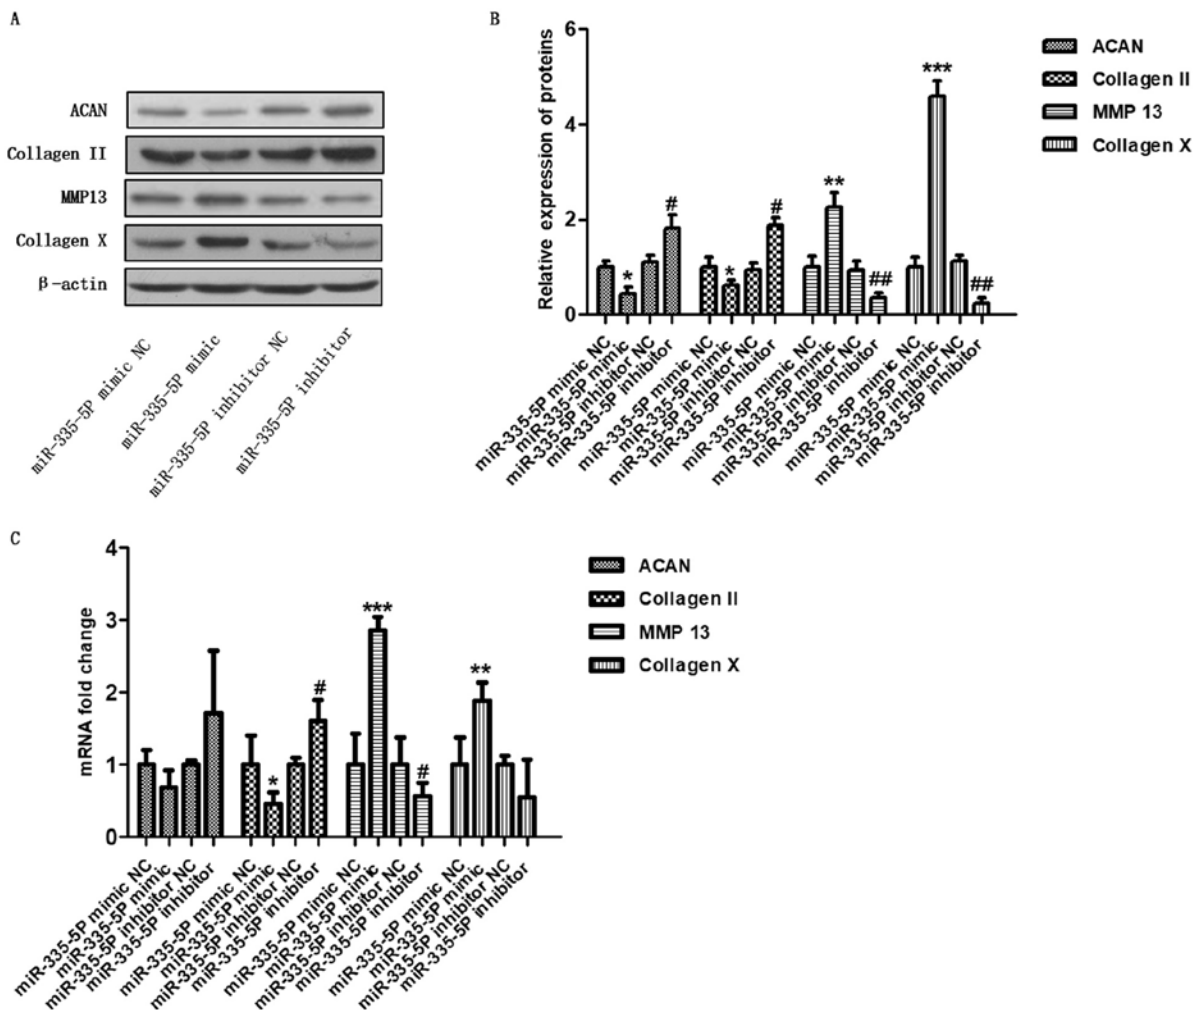 A
ACAN
Collagen II
MMP13
Collagen X
β-actin
miR-335-5P mimic NC
miR-335-5P mimic
miR-335-5P inhibitor NC
miR-335-5P inhibitor
B
Relative expression of proteins
6
4
2
0
*
#
*
#
**
##
***
##
miR-335-5P mimic NC
miR-335-5P mimic
miR-335-5P inhibitor NC
miR-335-5P inhibitor
miR-335-5P mimic NC
miR-335-5P mimic
miR-335-5P inhibitor NC
miR-335-5P inhibitor
miR-335-5P mimic NC
miR-335-5P mimic
miR-335-5P inhibitor NC
miR-335-5P inhibitor
miR-335-5P mimic NC
miR-335-5P mimic
miR-335-5P inhibitor NC
miR-335-5P inhibitor
ACAN
Collagen II
MMP 13
Collagen X
C
mRNA fold change
4
3
2
1
0
*
#
***
#
**
miR-335-5P mimic NC
miR-335-5P mimic
miR-335-5P inhibitor NC
miR-335-5P inhibitor
miR-335-5P mimic NC
miR-335-5P mimic
miR-335-5P inhibitor NC
miR-335-5P inhibitor
miR-335-5P mimic NC
miR-335-5P mimic
miR-335-5P inhibitor NC
miR-335-5P inhibitor
miR-335-5P mimic NC
miR-335-5P mimic
miR-335-5P inhibitor NC
miR-335-5P inhibitor
ACAN
Collagen II
MMP 13
Collagen X